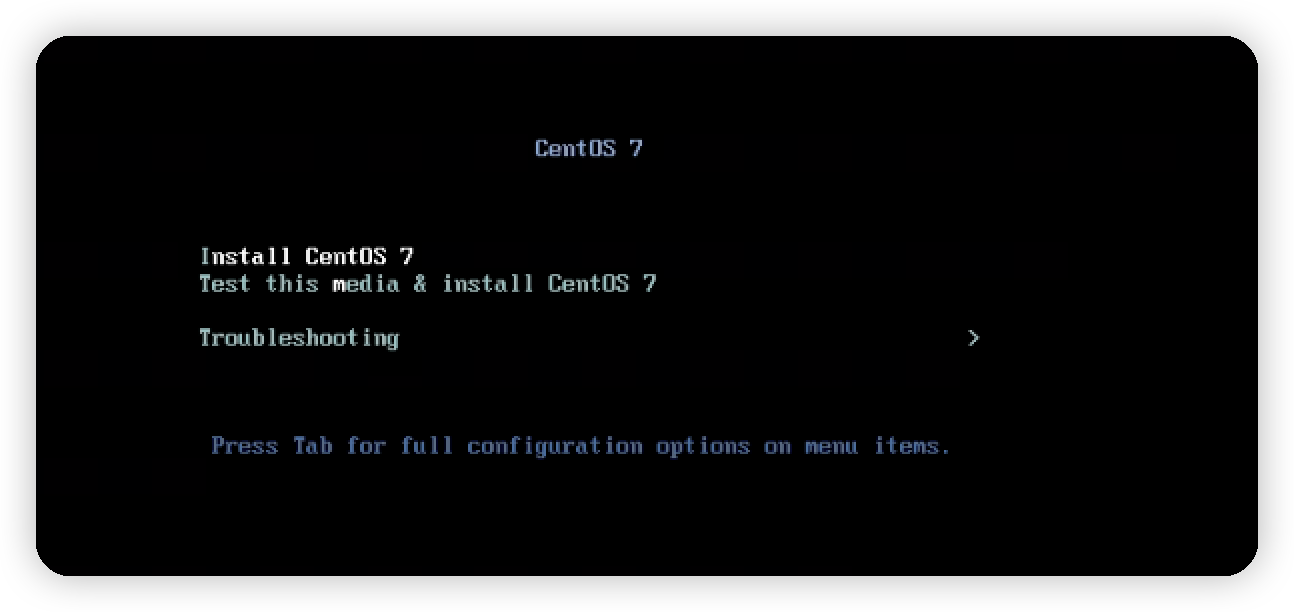 CentOS 7
Install CentOS 7
Test this media & install CentOS 7
Troubleshooting >
Press Tab for full configuration options on menu items.